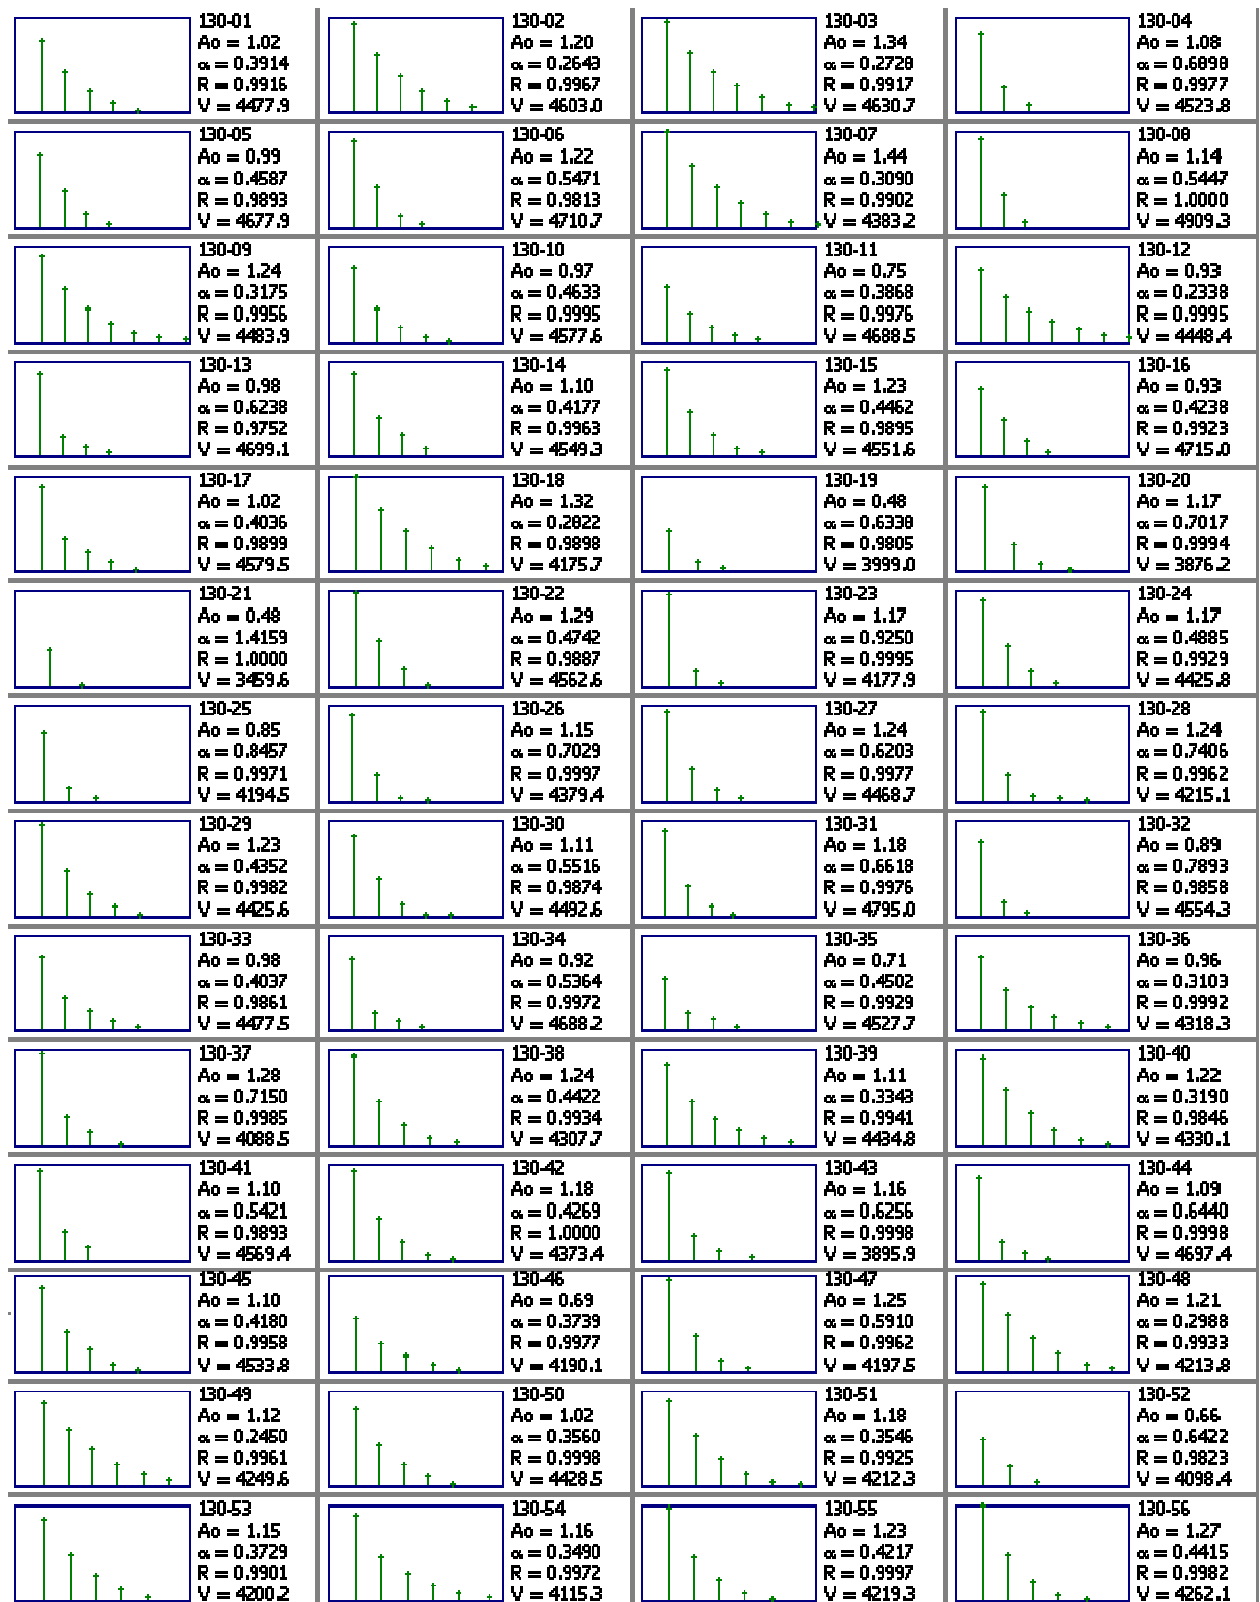 130-01
Ao = 1.02
α = 0.3914
R = 0.9916
V = 4477.9
130-02
Ao = 1.20
α = 0.2643
R = 0.9967
V = 4603.0
130-03
Ao = 1.34
α = 0.2728
R = 0.9917
V = 4630.7
130-04
Ao = 1.08
α = 0.6898
R = 0.9977
V = 4523.8
130-05
Ao = 0.99
α = 0.4587
R = 0.9893
V = 4677.9
130-06
Ao = 1.22
α = 0.5471
R = 0.9813
V = 4710.7
130-07
Ao = 1.44
α = 0.3090
R = 0.9902
V = 4383.2
130-08
Ao = 1.14
α = 0.5447
R = 1.0000
V = 4909.3
130-09
Ao = 1.24
α = 0.3175
R = 0.9956
V = 4483.9
130-10
Ao = 0.97
α = 0.4633
R = 0.9995
V = 4577.6
130-11
Ao = 0.75
α = 0.3868
R = 0.9976
V = 4688.5
130-12
Ao = 0.93
α = 0.2338
R = 0.9995
V = 4448.4
130-13
Ao = 0.98
α = 0.6238
R = 0.9752
V = 4699.1
130-14
Ao = 1.10
α = 0.4177
R = 0.9963
V = 4549.3
130-15
Ao = 1.23
α = 0.4462
R = 0.9895
V = 4551.6
130-16
Ao = 0.93
α = 0.4238
R = 0.9923
V = 4715.0
130-17
Ao = 1.02
α = 0.4036
R = 0.9899
V = 4579.5
130-18
Ao = 1.32
α = 0.2822
R = 0.9898
V = 4175.7
130-19
Ao = 0.48
α = 0.6338
R = 0.9805
V = 3999.0
130-20
Ao = 1.17
α = 0.7017
R = 0.9994
V = 3876.2
130-21
Ao = 0.48
α = 1.4159
R = 1.0000
V = 3459.6
130-22
Ao = 1.29
α = 0.4742
R = 0.9887
V = 4562.6
130-23
Ao = 1.17
α = 0.9250
R = 0.9995
V = 4177.9
130-24
Ao = 1.17
α = 0.4885
R = 0.9929
V = 4425.8
130-25
Ao = 0.85
α = 0.8457
R = 0.9971
V = 4194.5
130-26
Ao = 1.15
α = 0.7029
R = 0.9997
V = 4379.4
130-27
Ao = 1.24
α = 0.6203
R = 0.9977
V = 4468.7
130-28
Ao = 1.24
α = 0.7406
R = 0.9962
V = 4215.1
130-29
Ao = 1.23
α = 0.4352
R = 0.9982
V = 4425.6
130-30
Ao = 1.11
α = 0.5516
R = 0.9874
V = 4492.6
130-31
Ao = 1.18
α = 0.6618
R = 0.9976
V = 4795.0
130-32
Ao = 0.89
α = 0.7893
R = 0.9858
V = 4554.3
130-33
Ao = 0.98
α = 0.4037
R = 0.9861
V = 4477.5
130-34
Ao = 0.92
α = 0.5364
R = 0.9972
V = 4688.2
130-35
Ao = 0.71
α = 0.4502
R = 0.9929
V = 4527.7
130-36
Ao = 0.96
α = 0.3103
R = 0.9992
V = 4318.3
130-37
Ao = 1.28
α = 0.7150
R = 0.9985
V = 4088.5
130-38
Ao = 1.24
α = 0.4422
R = 0.9934
V = 4307.7
130-39
Ao = 1.11
α = 0.3343
R = 0.9941
V = 4434.8
130-40
Ao = 1.22
α = 0.3190
R = 0.9846
V = 4330.1
130-41
Ao = 1.10
α = 0.5421
R = 0.9893
V = 4569.4
130-42
Ao = 1.18
α = 0.4269
R = 1.0000
V = 4373.4
130-43
Ao = 1.16
α = 0.6256
R = 0.9998
V = 3895.9
130-44
Ao = 1.09
α = 0.6440
R = 0.9998
V = 4697.4
130-45
Ao = 1.10
α = 0.4180
R = 0.9958
V = 4533.8
130-46
Ao = 0.69
α = 0.3739
R = 0.9977
V = 4190.1
130-47
Ao = 1.25
α = 0.5910
R = 0.9962
V = 4197.5
130-48
Ao = 1.21
α = 0.2988
R = 0.9933
V = 4213.8
130-49
Ao = 1.12
α = 0.2450
R = 0.9961
V = 4249.6
130-50
Ao = 1.02
α = 0.3560
R = 0.9998
V = 4428.5
130-51
Ao = 1.18
α = 0.3546
R = 0.9925
V = 4212.3
130-52
Ao = 0.66
α = 0.6422
R = 0.9823
V = 4098.4
130-53
Ao = 1.15
α = 0.3729
R = 0.9901
V = 4200.2
130-54
Ao = 1.16
α = 0.3490
R = 0.9972
V = 4115.3
130-55
Ao = 1.23
α = 0.4217
R = 0.9997
V = 4219.3
130-56
Ao = 1.27
α = 0.4415
R = 0.9982
V = 4262.1